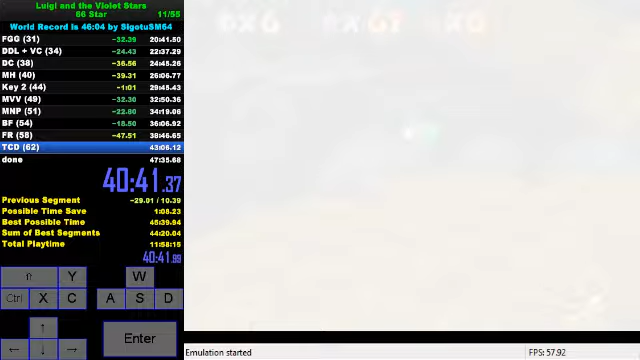 Luigi and the Violet Stars
66 Star 11/55
World Record is 46:04 by SigotuSM64
FGG (31) -32.39 20:41.50
DDL + VC (34) -24.43 22:37.29
DC (38) -36.56 24:45.26
MH (40) -39.31 26:06.77
Key 2 (44) -1:01 29:45.43
MVV (49) -32.30 32:50.36
MNP (51) -22.80 34:19.06
BF (54) -18.50 36:06.92
FR (58) -47.51 38:46.65
TCD (62) 43:06.12
done 47:35.68
40:41.37
Previous Segment -29.01 / 10.39
Possible Time Save 1:08.23
Best Possible Time 45:39.94
Sum of Best Segments 44:20.04
Total Playtime 11:58:15
40:41.99
⇑ Y W
Ctrl X C A S D
↑ Enter
← ↓ →
Emulation started FPS: 57.92